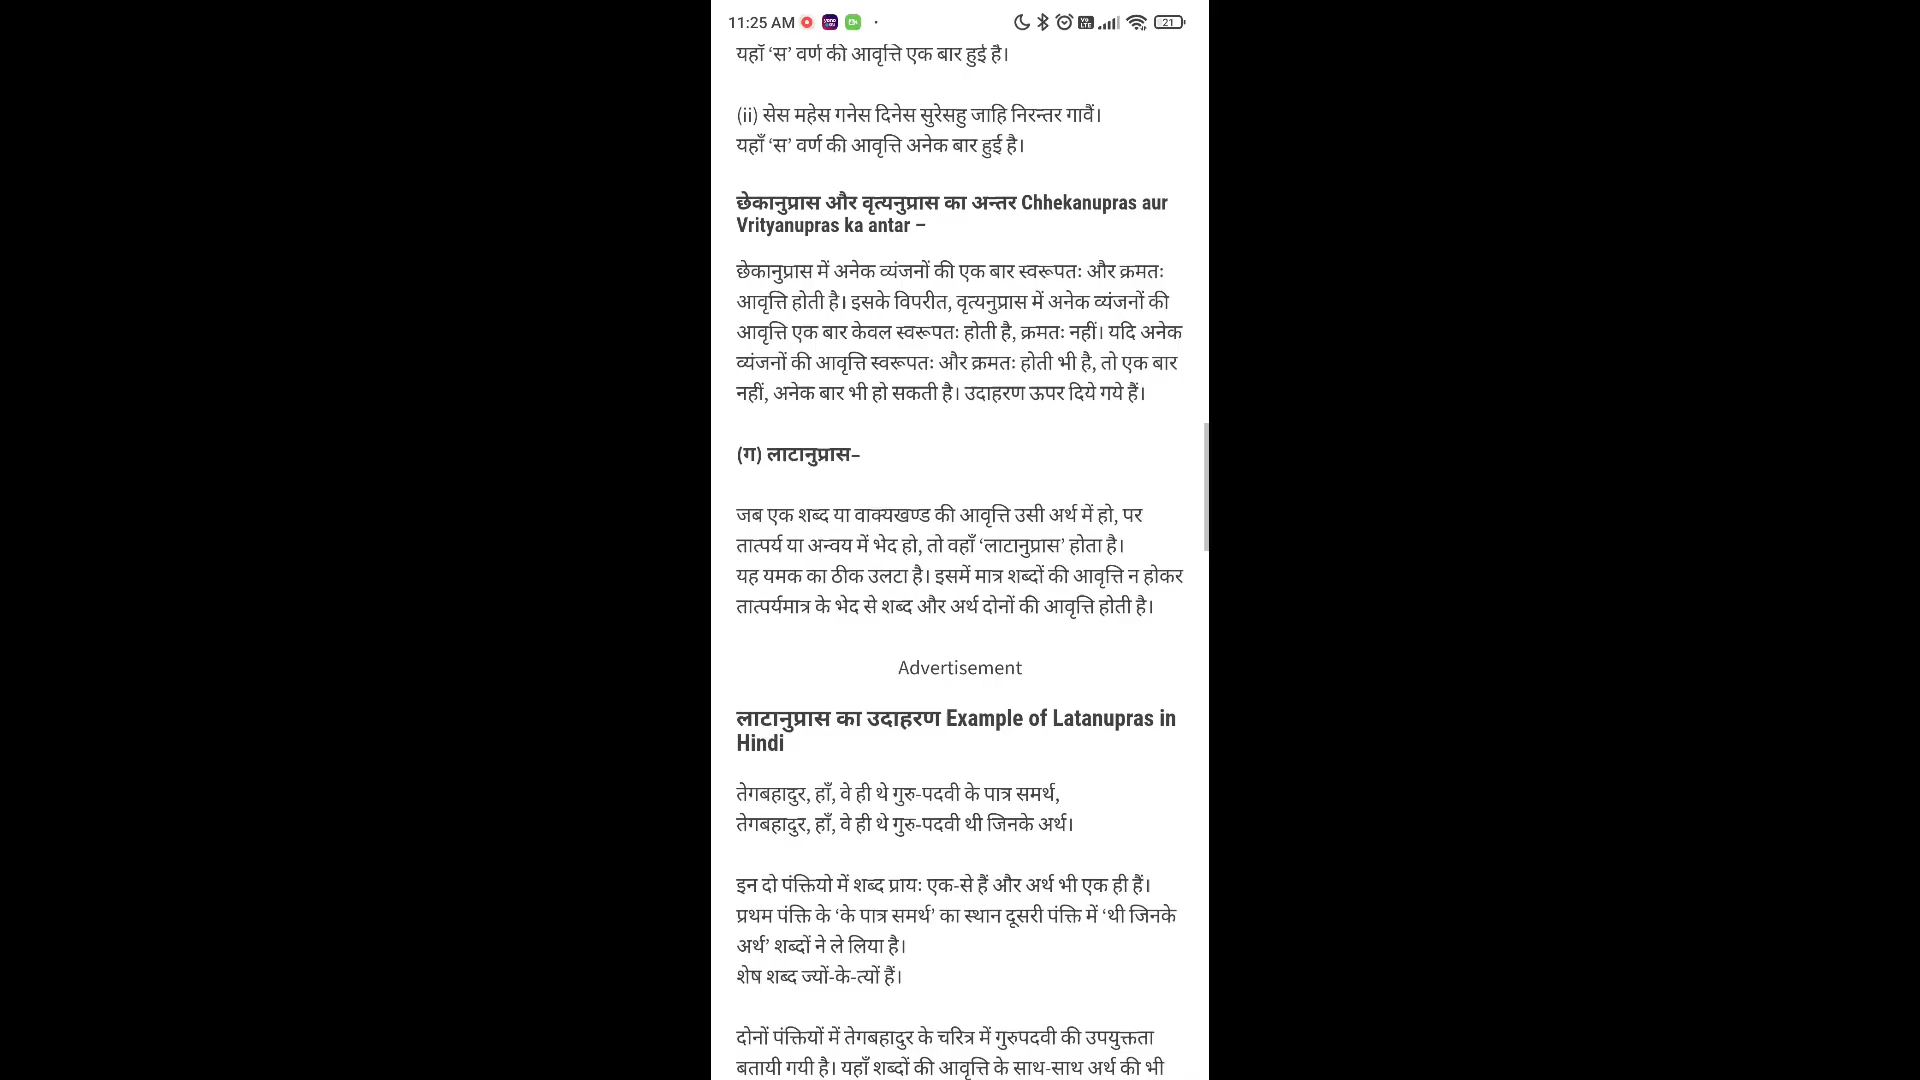 11:25 AM
21
यहाँ ‘स’ वर्ण की आवृत्ति एक बार हुई है।
(ii) सेस महेस गनेस दिनेस सुरेसहु जाहि निरन्तर गावैं।
यहाँ ‘स’ वर्ण की आवृत्ति अनेक बार हुई है।
छेकानुप्रास और वृत्यनुप्रास का अन्तर Chhekanupras aur
Vrityanupras ka antar –
छेकानुप्रास में अनेक व्यंजनों की एक बार स्वरूपतः और क्रमतः
आवृत्ति होती है। इसके विपरीत, वृत्यनुप्रास में अनेक व्यंजनों की
आवृत्ति एक बार केवल स्वरूपतः होती है, क्रमतः नहीं। यदि अनेक
व्यंजनों की आवृत्ति स्वरूपतः और क्रमतः होती भी है, तो एक बार
नहीं, अनेक बार भी हो सकती है। उदाहरण ऊपर दिये गये हैं।
(ग) लाटानुप्रास–
जब एक शब्द या वाक्यखण्ड की आवृत्ति उसी अर्थ में हो, पर
तात्पर्य या अन्वय में भेद हो, तो वहाँ ‘लाटानुप्रास’ होता है।
यह यमक का ठीक उलटा है। इसमें मात्र शब्दों की आवृत्ति न होकर
तात्पर्यमात्र के भेद से शब्द और अर्थ दोनों की आवृत्ति होती है।
Advertisement
लाटानुप्रास का उदाहरण Example of Latanupras in
Hindi
तेगबहादुर, हाँ, वे ही थे गुरु-पदवी के पात्र समर्थ,
तेगबहादुर, हाँ, वे ही थे गुरु-पदवी थी जिनके अर्थ।
इन दो पंक्तियो में शब्द प्रायः एक-से हैं और अर्थ भी एक ही हैं।
प्रथम पंक्ति के ‘के पात्र समर्थ’ का स्थान दूसरी पंक्ति में ‘थी जिनके
अर्थ’ शब्दों ने ले लिया है।
शेष शब्द ज्यों-के-त्यों हैं।
दोनों पंक्तियों में तेगबहादुर के चरित्र में गुरुपदवी की उपयुक्तता
बतायी गयी है। यहाँ शब्दों की आवृत्ति के साथ-साथ अर्थ की भी